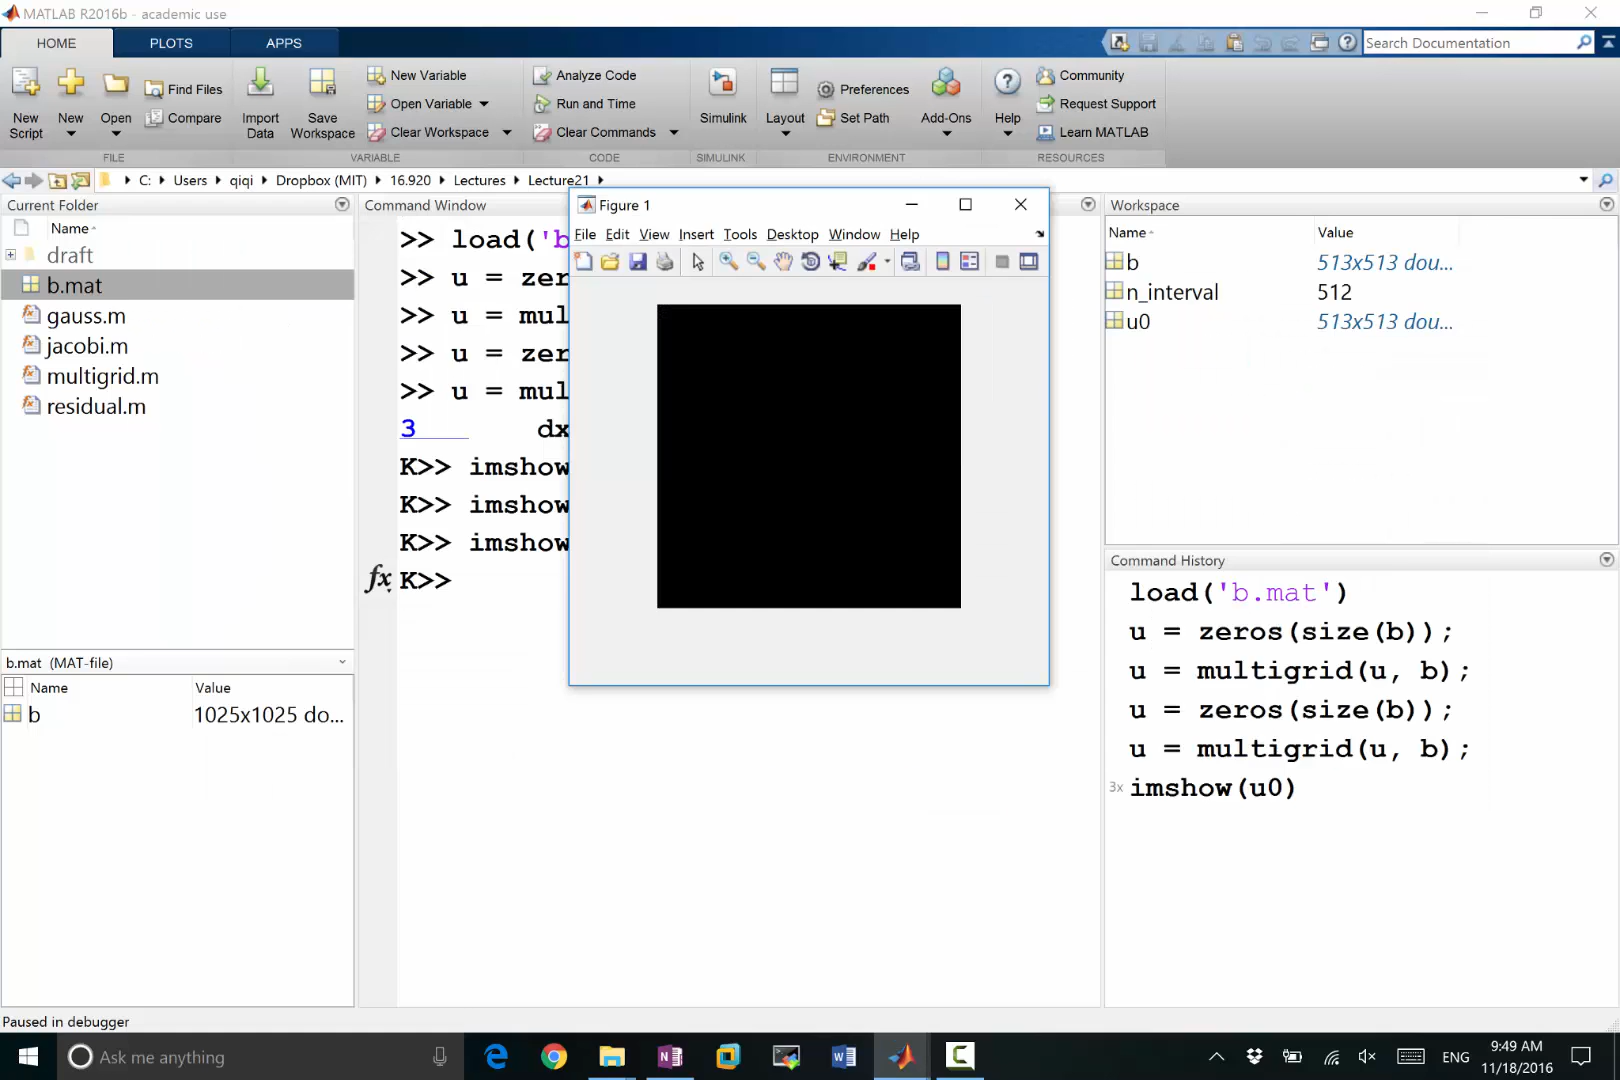 MATLAB R2016b - academic use
HOME
PLOTS
APPS
Search Documentation
New Script
New
Open
Find Files
Compare
Import Data
Save Workspace
New Variable
Open Variable
Clear Workspace
Analyze Code
Run and Time
Clear Commands
Simulink
Layout
Preferences
Set Path
Add-Ons
Help
Community
Request Support
Learn MATLAB
FILE
VARIABLE
CODE
SIMULINK
ENVIRONMENT
RESOURCES
C: Users qiqi Dropbox (MIT) 16.920 Lectures Lecture21
Current Folder
Name
draft
b.mat
gauss.m
jacobi.m
multigrid.m
residual.m
b.mat (MAT-file)
Name Value
b 1025x1025 do...
Command Window
>> load('b
>> u = zer
>> u = mul
>> u = zer
>> u = mul
3 dx
K>> imshow
K>> imshow
K>> imshow
fx K>>
Figure 1
File Edit View Insert Tools Desktop Window Help
Workspace
Name Value
b 513x513 dou...
n_interval 512
u0 513x513 dou...
Command History
load('b.mat')
u = zeros(size(b));
u = multigrid(u, b);
u = zeros(size(b));
u = multigrid(u, b);
3x imshow(u0)
Paused in debugger
Ask me anything
ENG
9:49 AM
11/18/2016